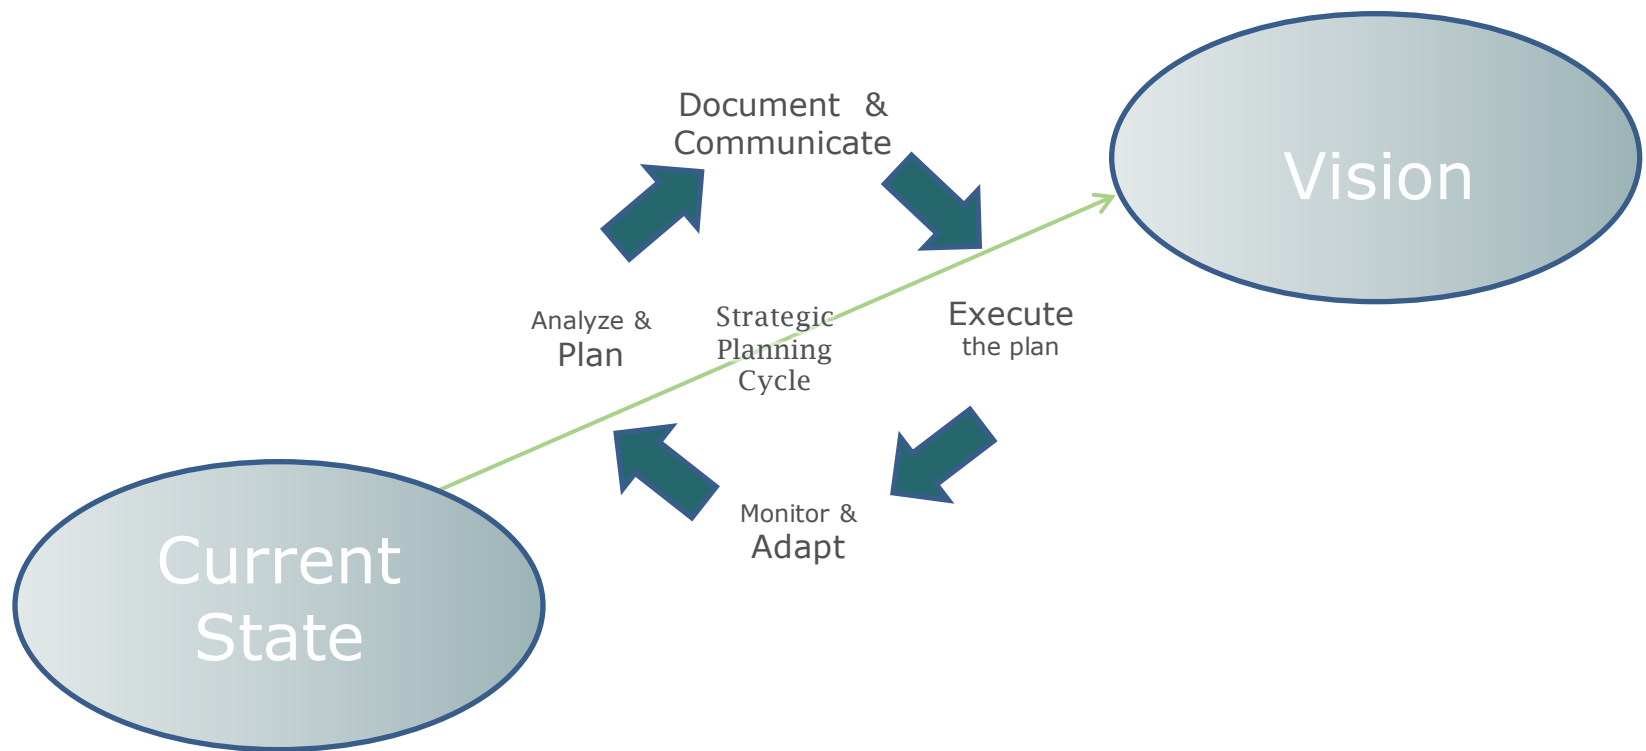 Document &
Communicate
Vision
Analyze &
Plan
Strategic
Planning
Cycle
Execute
the plan
Monitor &
Adapt
Current
State